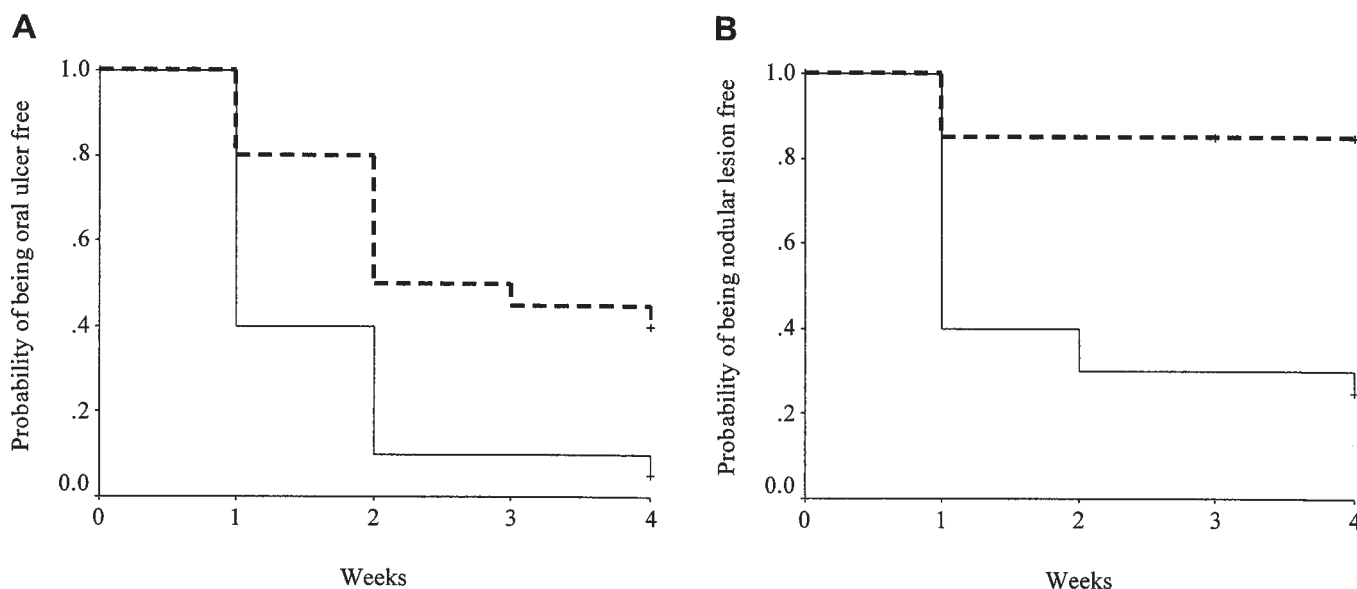 A
Probability of being oral ulcer free
1.0
.8
.6
.4
.2
0.0
0 1 2 3 4
Weeks
B
Probability of being nodular lesion free
1.0
.8
.6
.4
.2
0.0
0 1 2 3 4
Weeks